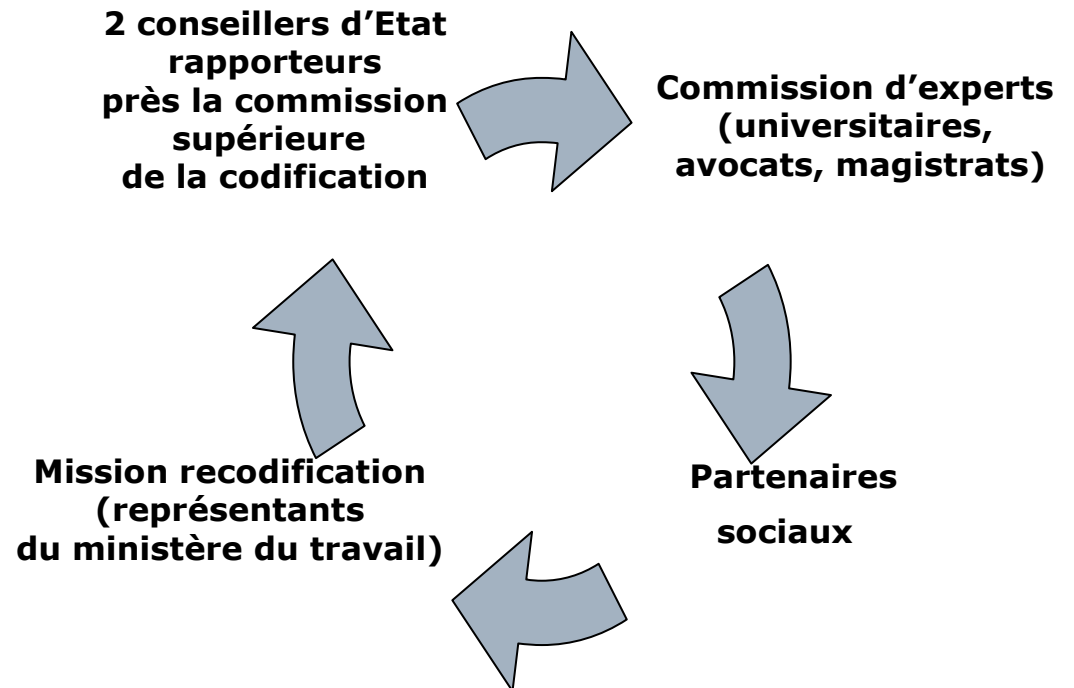 2 conseillers d’Etat
rapporteurs
près la commission
supérieure
de la codification
Commission d’experts
(universitaires,
avocats, magistrats)
Partenaires
sociaux
Mission recodification
(représentants
du ministère du travail)